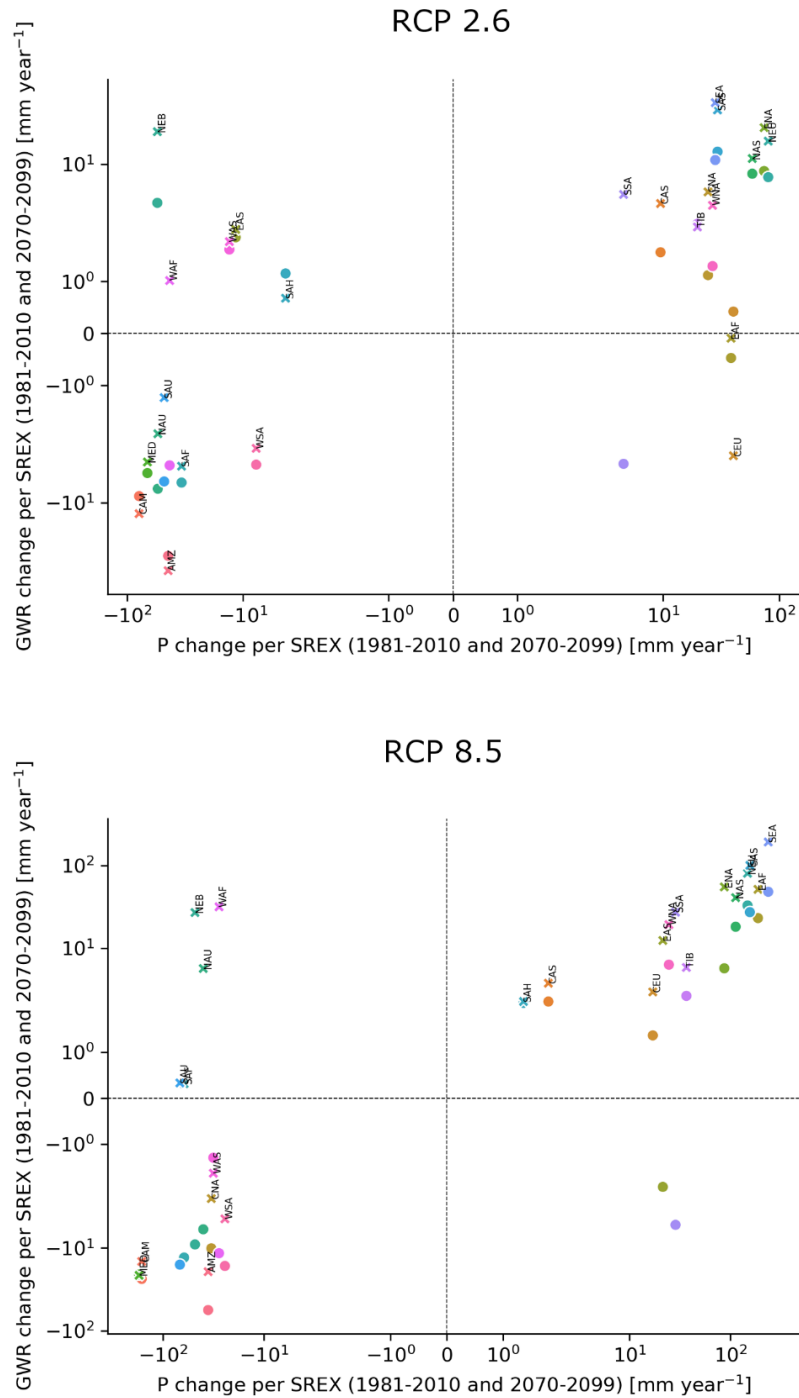 RCP 2.6
GWR change per SREX (1981-2010 and 2070-2099) [mm year⁻¹]
10¹
10⁰
0
−10⁰
−10¹
NEB
WAS
EAS
WAF
SAH
SEA
SAS
ENA
NEU
NAS
SSA
CAS
CNA
WNA
TIB
EAF
SAU
NAU
MED
SAF
WSA
CEU
CAM
AMZ
−10² −10¹ −10⁰ 0 10⁰ 10¹ 10²
P change per SREX (1981-2010 and 2070-2099) [mm year⁻¹]
RCP 8.5
GWR change per SREX (1981-2010 and 2070-2099) [mm year⁻¹]
10²
10¹
10⁰
0
−10⁰
−10¹
−10²
SEA
ENA
EAF
NAS
NEB
WAF
SSA
WNA
EAS
NAU
TIB
CAS
CEU
SAH
SAU
SAF
WAS
CNA
WSA
CAM
MED
AMZ
−10² −10¹ −10⁰ 0 10⁰ 10¹ 10²
P change per SREX (1981-2010 and 2070-2099) [mm year⁻¹]